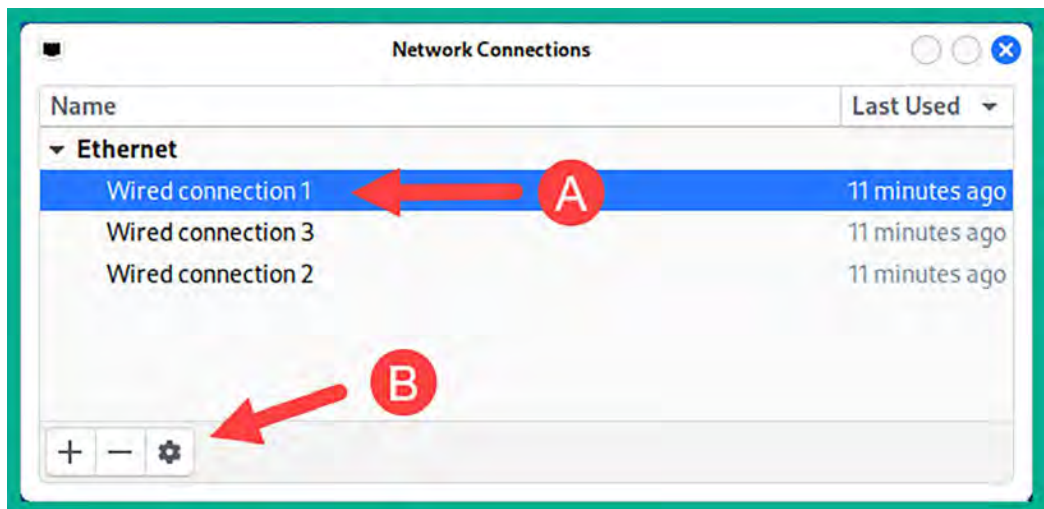 Network Connections
Name Last Used
Ethernet
Wired connection 1 A 11 minutes ago
Wired connection 3 11 minutes ago
Wired connection 2 11 minutes ago
B